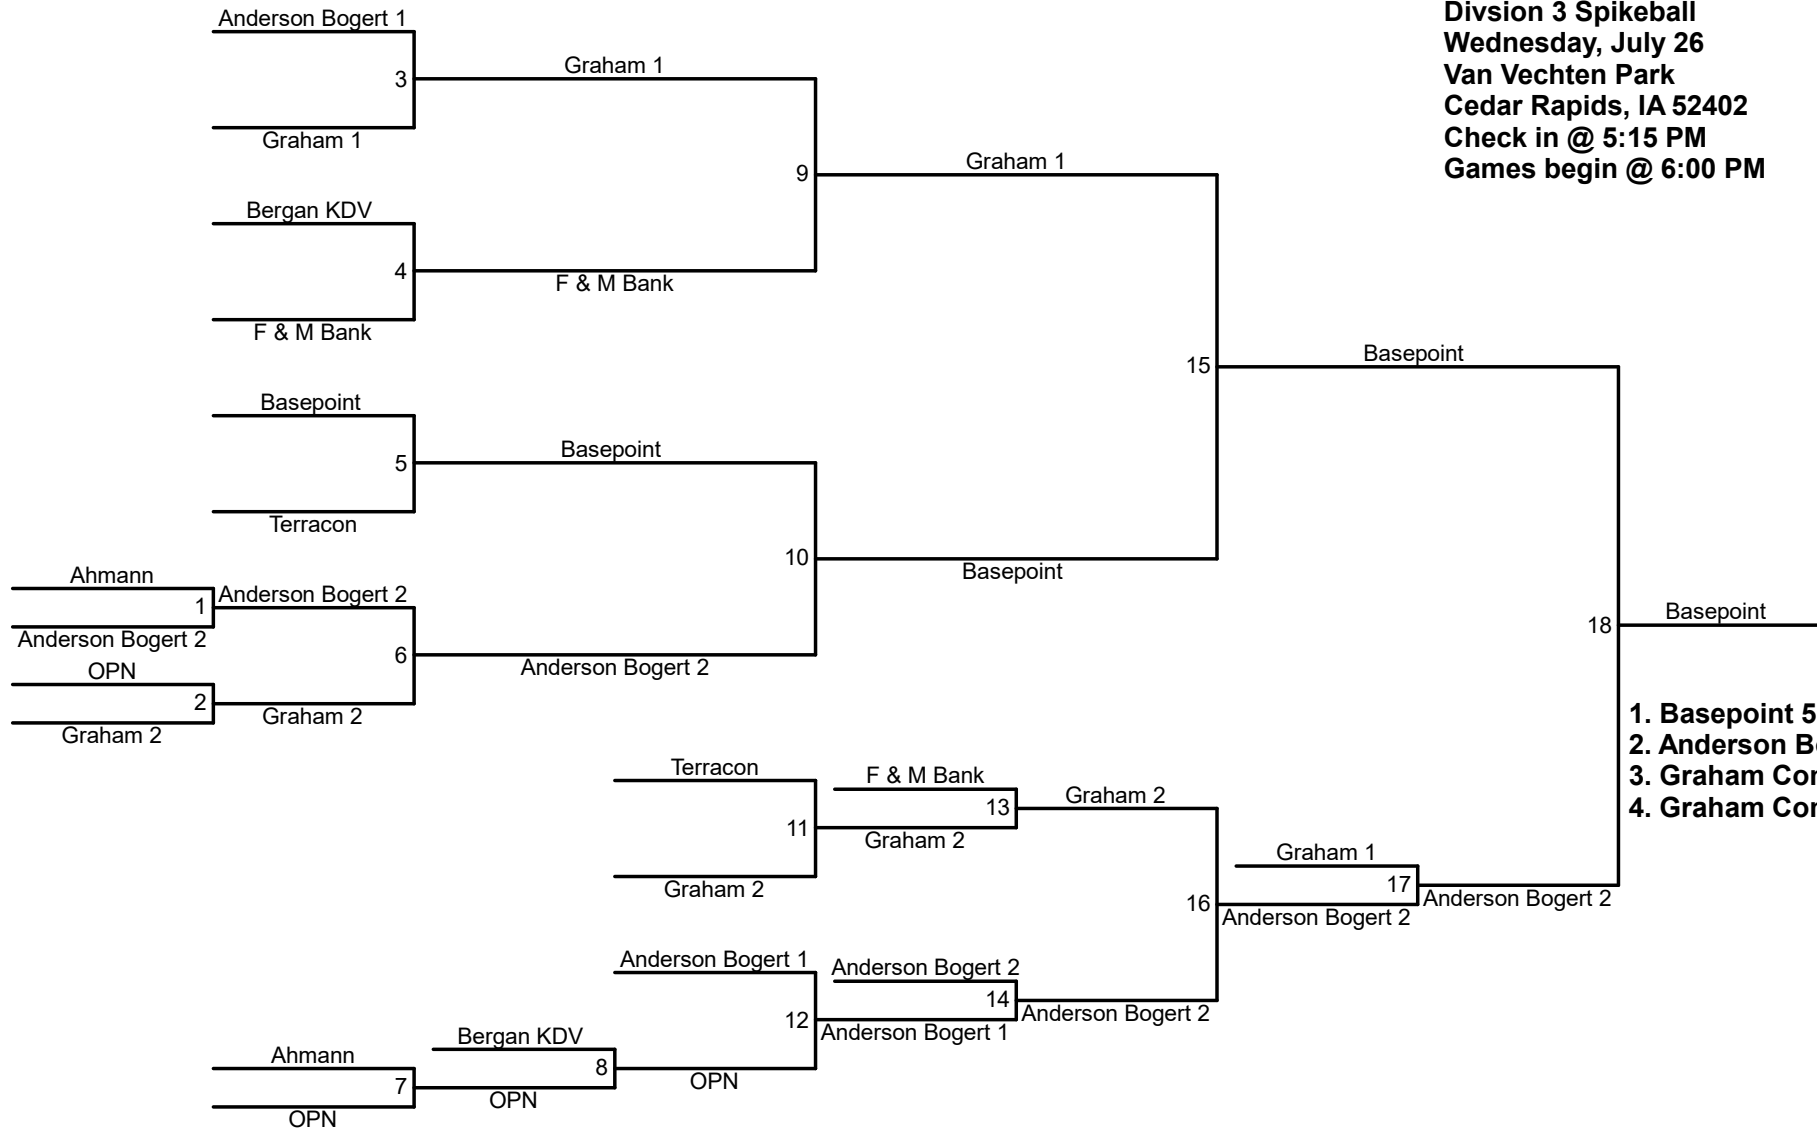 Divsion 3 Spikeball
Wednesday, July 26
Van Vechten Park
Cedar Rapids, IA 52402
Check in @ 5:15 PM
Games begin @ 6:00 PM
Anderson Bogert 1
3
Graham 1
Graham 1
9
Graham 1
Bergan KDV
4
F & M Bank
F & M Bank
15
Basepoint
Basepoint
5
Basepoint
Terracon
10
Basepoint
Ahmann
1
Anderson Bogert 2
Anderson Bogert 2
6
Anderson Bogert 2
OPN
2
Graham 2
Graham 2
18
Basepoint
1. Basepoint 5
2. Anderson
3. Graham
4. Graham
Terracon
11
Graham 2
F & M Bank
13
Graham 2
Graham 2
16
Graham 1
17
Anderson Bogert 2
Anderson Bogert 2
Anderson Bogert 1
12
Anderson Bogert 2
14
Anderson Bogert 1
Anderson Bogert 2
Bergan KDV
8
OPN
Ahmann
7
OPN
OPN